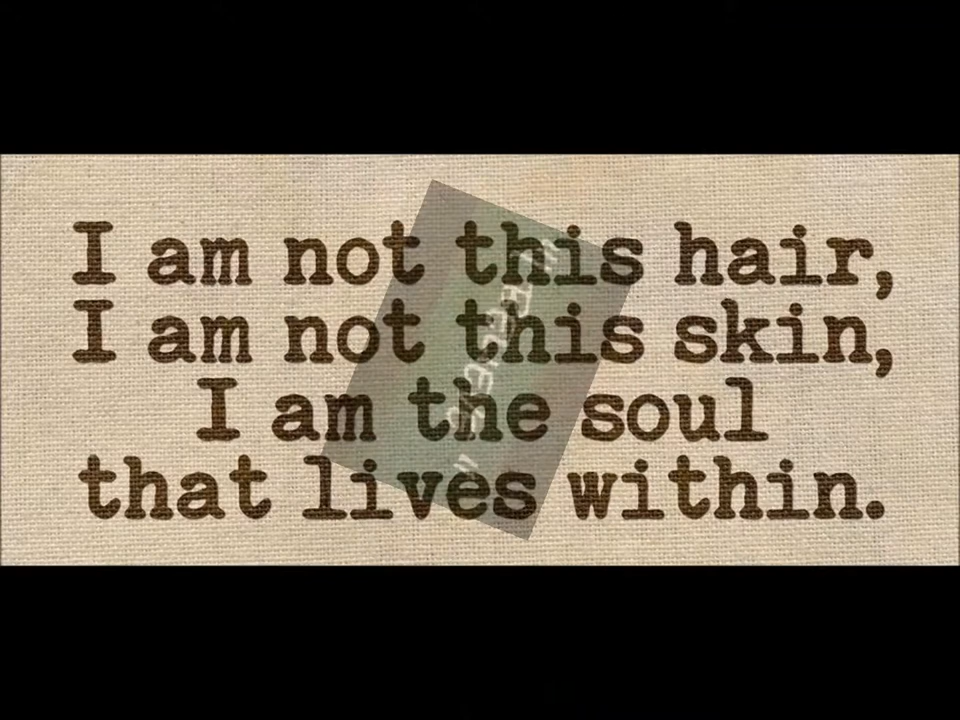 I am not this hair,
I am not this skin,
I am the soul
that lives within.